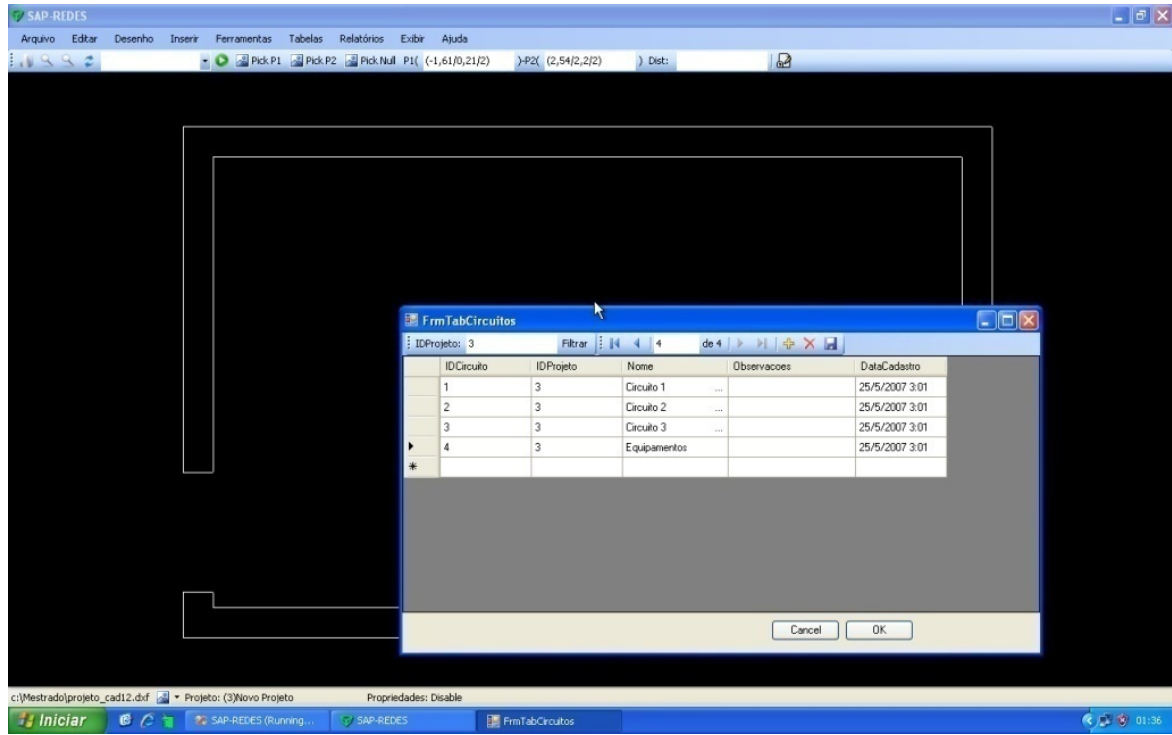 SAP-REDES
Arquivo Editar Desenho Inserir Ferramentas Tabelas Relatórios Exibir Ajuda
Pick P1 Pick P2 Pick Null P1( (-1,61/0,21/2) )-P2( (2,54/2,2/2) ) Dist:
FrmTabCircuitos
IDProjeto: 3 Filtrar 4 de 4
IDCircuito IDProjeto Nome Observacoes DataCadastro
1 3 Circuito 1 ... 25/5/2007 3:01
2 3 Circuito 2 ... 25/5/2007 3:01
3 3 Circuito 3 ... 25/5/2007 3:01
4 3 Equipamentos 25/5/2007 3:01
Cancel OK
c:\Mestrado\projeto_cad12.dxf Projeto: (3)Novo Projeto Propriedades: Disable
Iniciar SAP-REDES (Running... SAP-REDES FrmTabCircuitos 01:36